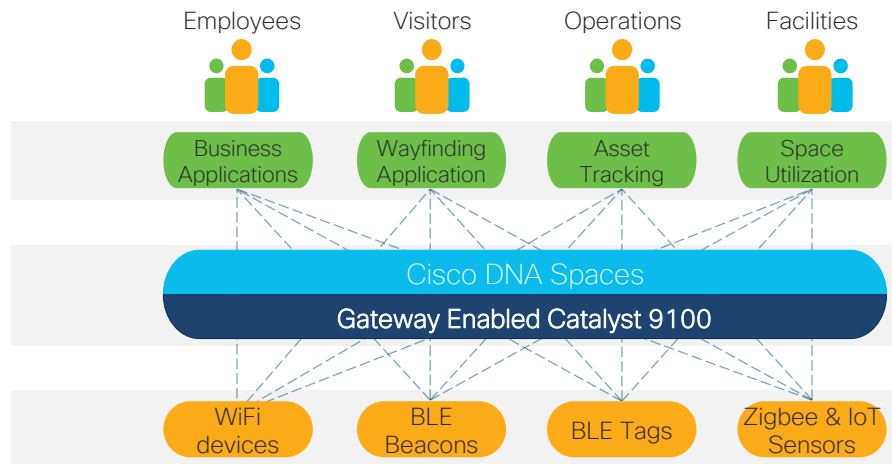 Employees
Visitors
Operations
Facilities
Business
Applications
Wayfinding
Application
Asset
Tracking
Space
Utilization
Cisco DNA Spaces
Gateway Enabled Catalyst 9100
WiFi
devices
BLE
Beacons
BLE Tags
Zigbee & IoT
Sensors